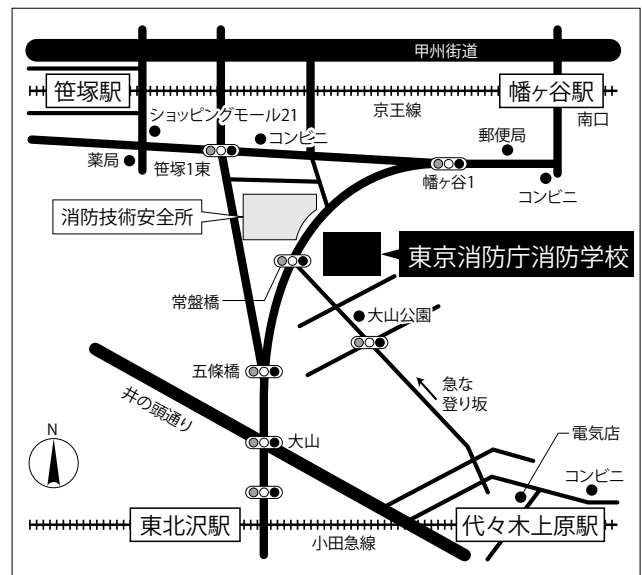 甲州街道
笹塚駅
幡ヶ谷駅
京王線
南口
ショッピングモール21
コンビニ
郵便局
薬局
笹塚1東
幡ヶ谷1
コンビニ
消防技術安全所
東京消防庁消防学校
常盤橋
大山公園
五條橋
急な
登り坂
井の頭通り
大山
電気店
N
コンビニ
東北沢駅
小田急線
代々木上原駅